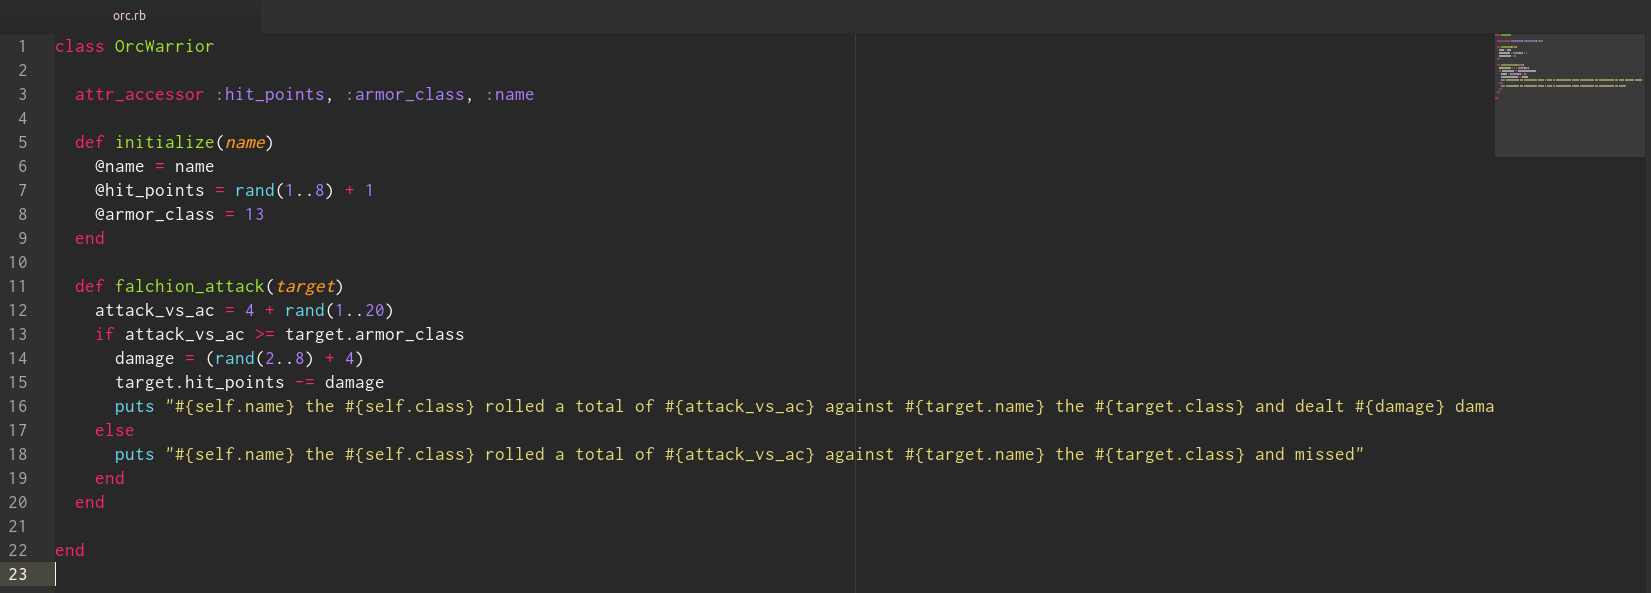 orc.rb
1 class OrcWarrior
2
3   attr_accessor :hit_points, :armor_class, :name
4
5   def initialize(name)
6     @name = name
7     @hit_points = rand(1..8) + 1
8     @armor_class = 13
9   end
10
11   def falchion_attack(target)
12     attack_vs_ac = 4 + rand(1..20)
13     if attack_vs_ac >= target.armor_class
14       damage = (rand(2..8) + 4)
15       target.hit_points -= damage
16       puts "#{self.name} the #{self.class} rolled a total of #{attack_vs_ac} against #{target.name} the #{target.class} and dealt #{damage} dama
17     else
18       puts "#{self.name} the #{self.class} rolled a total of #{attack_vs_ac} against #{target.name} the #{target.class} and missed"
19     end
20   end
21
22 end
23